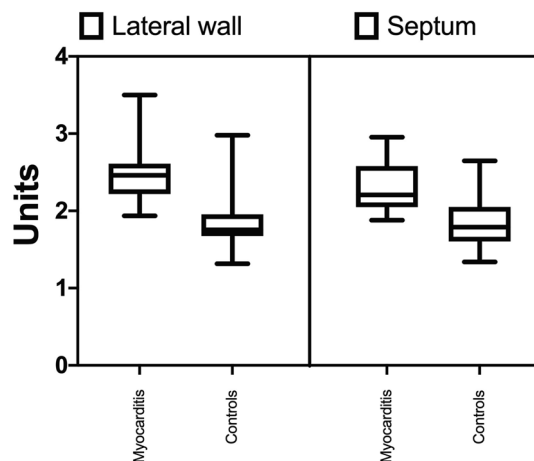 Lateral wall
Septum
Units
4
3
2
1
0
Myocarditis
Controls
Myocarditis
Controls